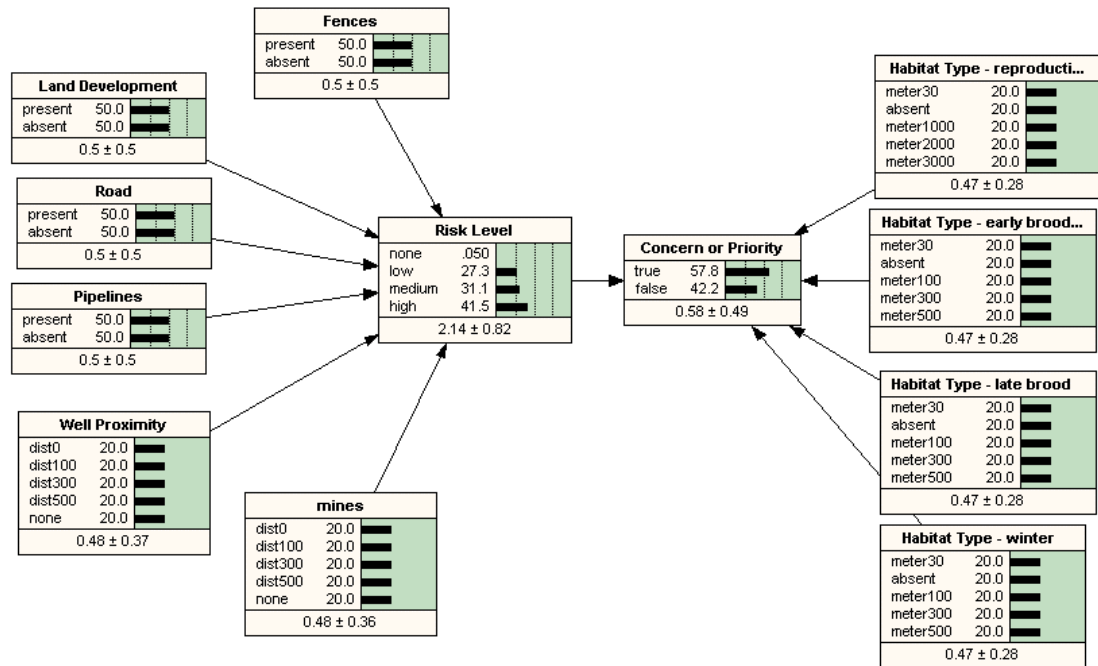 Fences
present 50.0
absent 50.0
0.5 ± 0.5
Land Development
present 50.0
absent 50.0
0.5 ± 0.5
Road
present 50.0
absent 50.0
0.5 ± 0.5
Pipelines
present 50.0
absent 50.0
0.5 ± 0.5
Well Proximity
dist0 20.0
dist100 20.0
dist300 20.0
dist500 20.0
none 20.0
0.48 ± 0.37
mines
dist0 20.0
dist100 20.0
dist300 20.0
dist500 20.0
none 20.0
0.48 ± 0.36
Risk Level
none .050
low 27.3
medium 31.1
high 41.5
2.14 ± 0.82
Concern or Priority
true 57.8
false 42.2
0.58 ± 0.49
Habitat Type - reproducti...
meter30 20.0
absent 20.0
meter1000 20.0
meter2000 20.0
meter3000 20.0
0.47 ± 0.28
Habitat Type - early brood...
meter30 20.0
absent 20.0
meter100 20.0
meter300 20.0
meter500 20.0
0.47 ± 0.28
Habitat Type - late brood
meter30 20.0
absent 20.0
meter100 20.0
meter300 20.0
meter500 20.0
0.47 ± 0.28
Habitat Type - winter
meter30 20.0
absent 20.0
meter100 20.0
meter300 20.0
meter500 20.0
0.47 ± 0.28